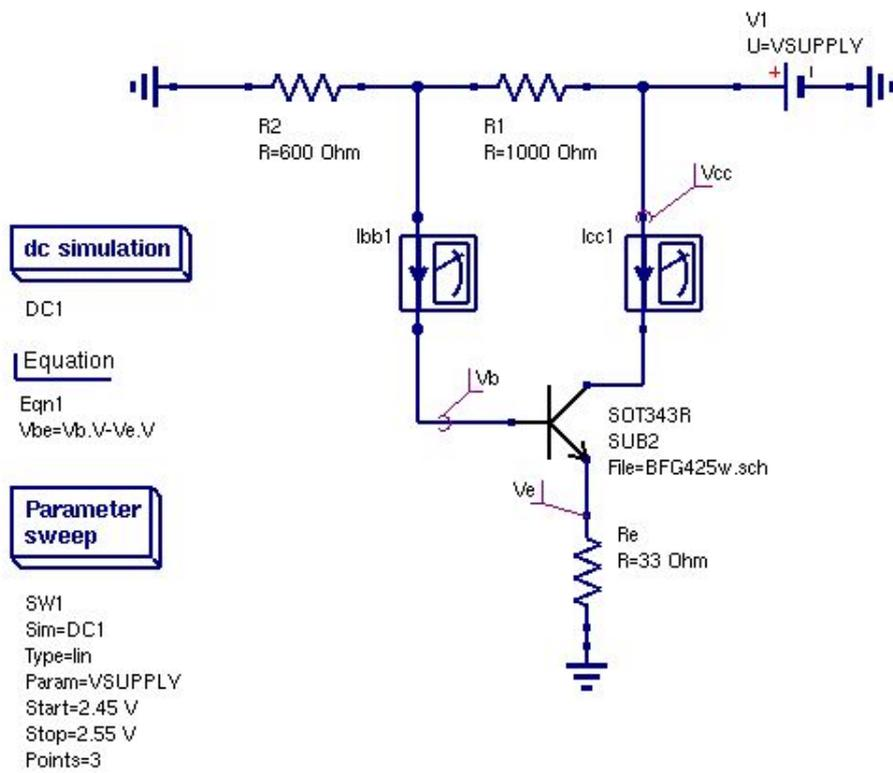 V1
U=VSUPPLY
+
R2
R=600 Ohm
R1
R=1000 Ohm
Vcc
dc simulation
Ibb1
Icc1
DC1
Equation
Eqn1
Vbe=Vb.V-Ve.V
Vb
SOT343R
SUB2
File=BFG425w.sch
Parameter
sweep
Ve
Re
R=33 Ohm
SW1
Sim=DC1
Type=lin
Param=VSUPPLY
Start=2.45 V
Stop=2.55 V
Points=3